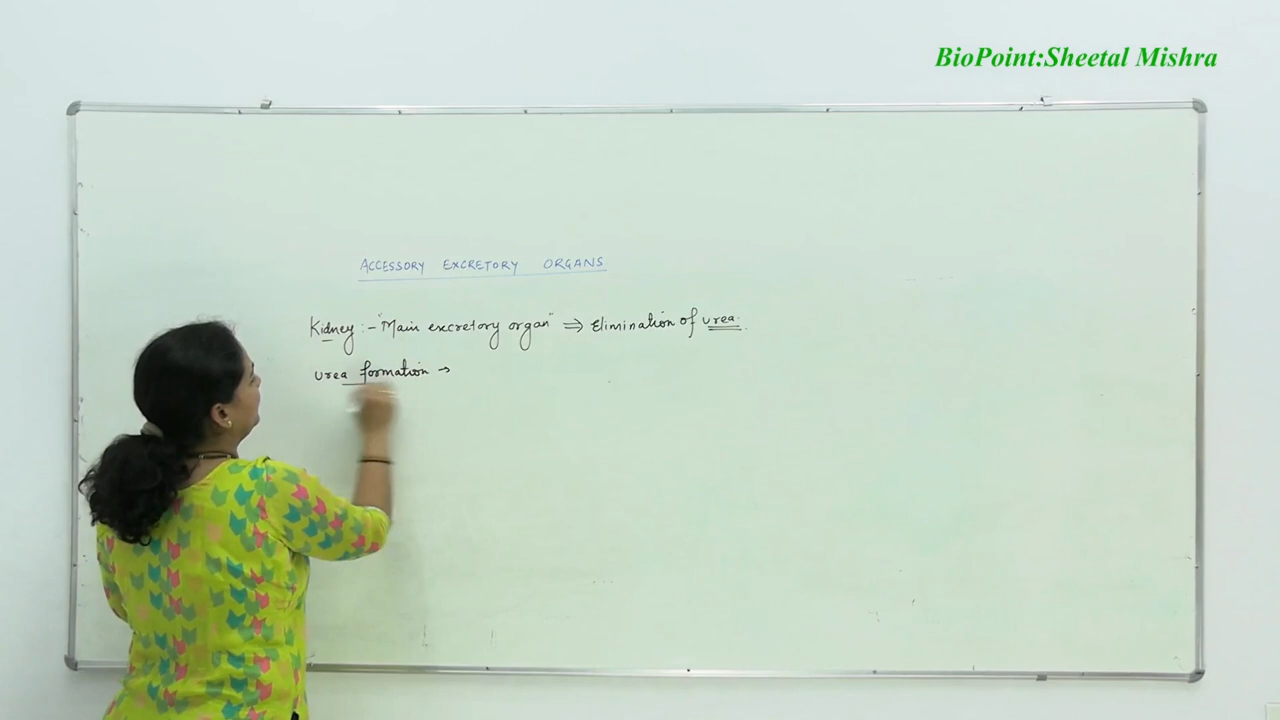 BioPoint:Sheetal Mishra
ACCESSORY EXCRETORY ORGANS
Kidney :- "Main excretory organ" ⇒ Elimination of urea.
urea formation →